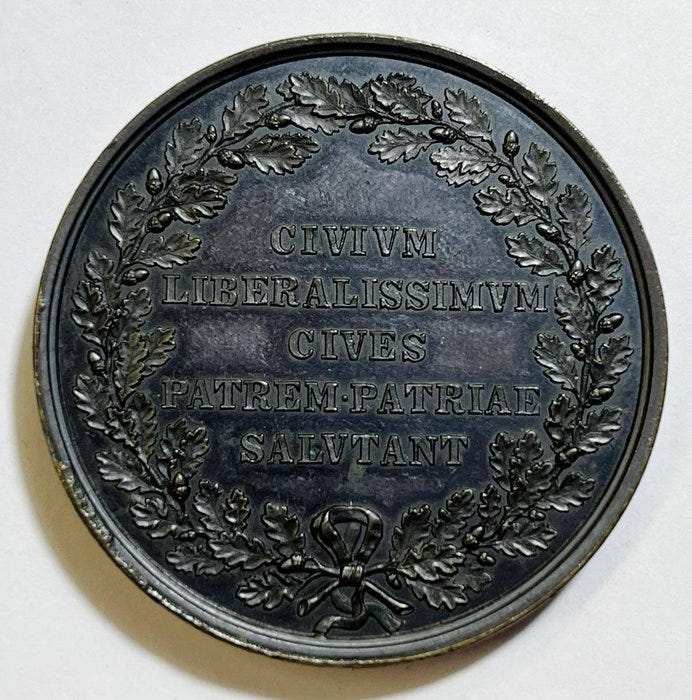 CIVIVM
LIBERALISSIMVM
CIVES
PATREM·PATRIAE
SALVTANT